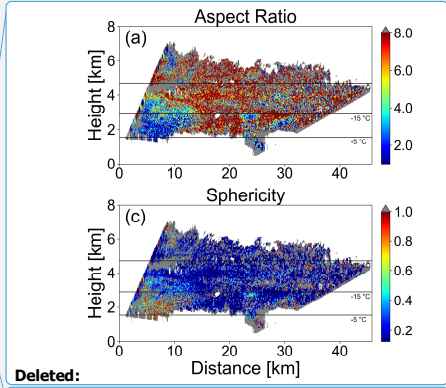 Aspect Ratio
(a)
8
6
4
2
0
Height [km]
-15 °C
-5 °C
0
10
20
30
40
8.0
6.0
4.0
2.0
Sphericity
(c)
8
6
4
2
0
Height [km]
-15 °C
-5 °C
0
10
20
30
40
Distance [km]
1.0
0.8
0.6
0.4
0.2
Deleted: